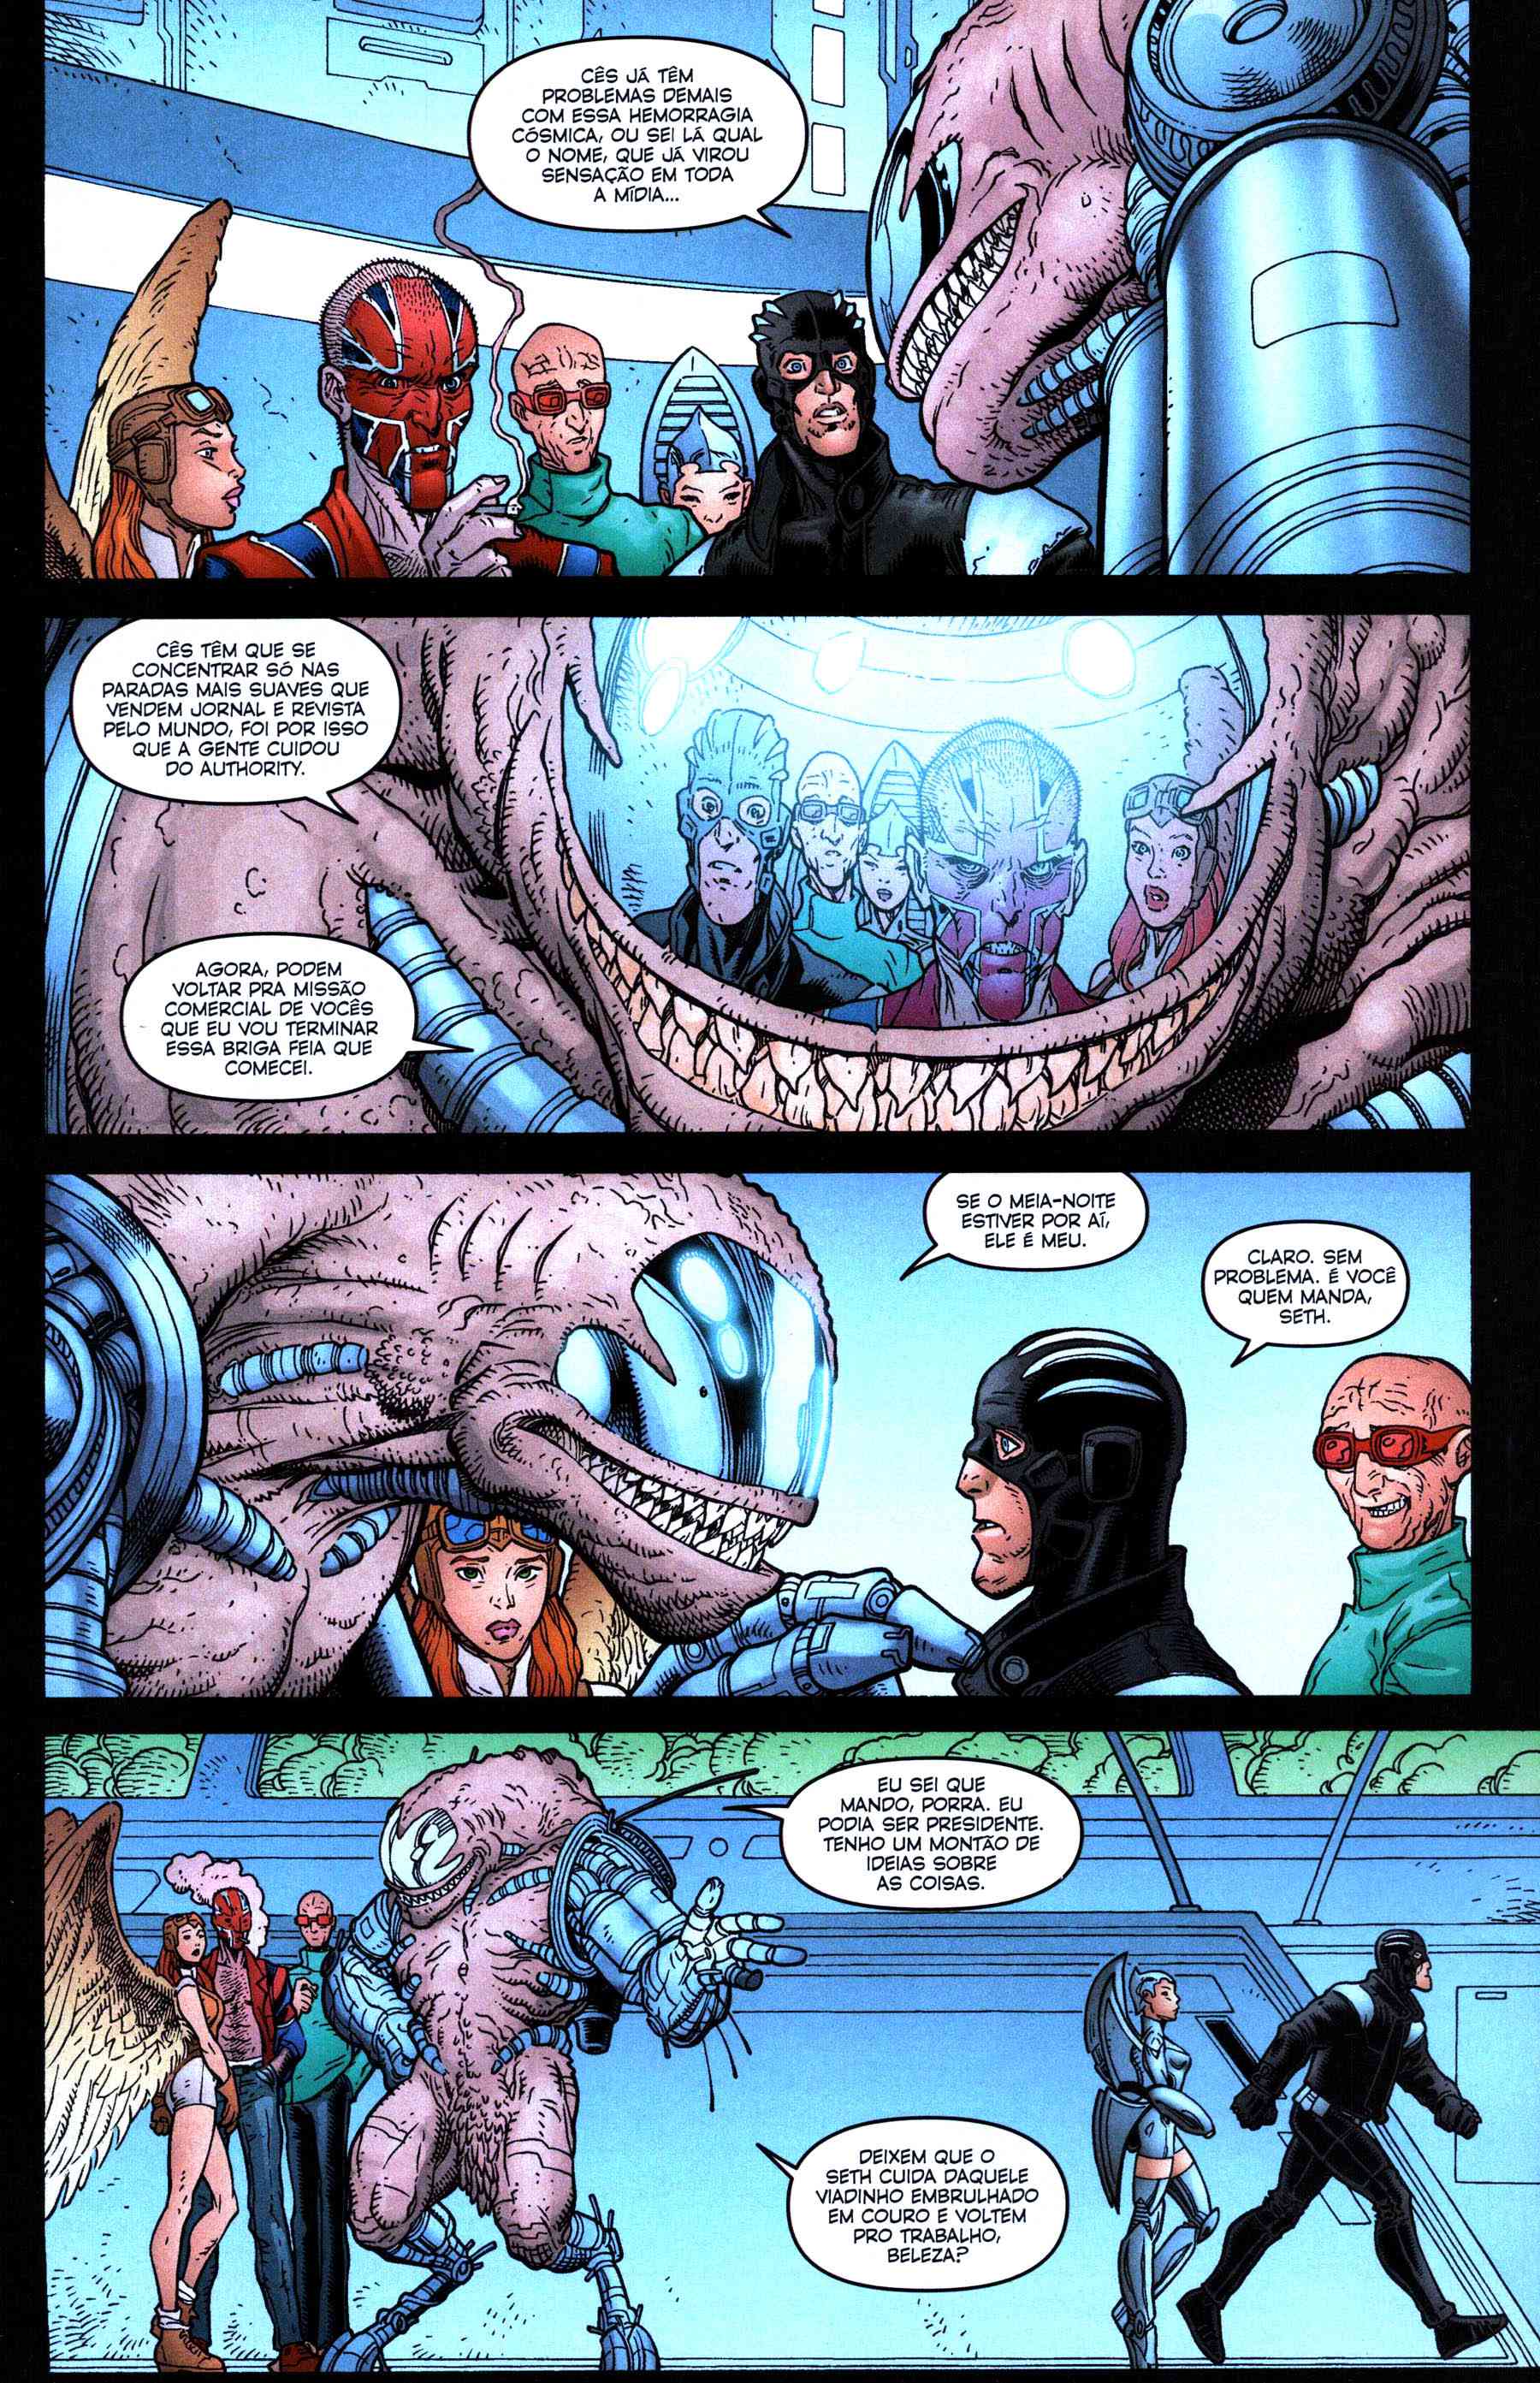 CÊS JÁ TÊM
PROBLEMAS DEMAIS
COM ESSA HEMORRAGIA
CÓSMICA, OU SEI LÁ QUAL
O NOME, QUE JÁ VIROU
SENSAÇÃO EM TODA
A MÍDIA...
CÊS TÊM QUE SE
CONCENTRAR SÓ NAS
PARADAS MAIS SUAVES QUE
VENDEM JORNAL E REVISTA
PELO MUNDO, FOI POR ISSO
QUE A GENTE CUIDOU
DO AUTHORITY.
AGORA, PODEM
VOLTAR PRA MISSÃO
COMERCIAL DE VOCÊS
QUE EU VOU TERMINAR
ESSA BRIGA FEIA QUE
COMECEI.
SE O MEIA-NOITE
ESTIVER POR AÍ,
ELE É MEU.
CLARO. SEM
PROBLEMA. É VOCÊ
QUEM MANDA,
SETH.
EU SEI QUE
MANDO, PORRA. EU
PODIA SER PRESIDENTE.
TENHO UM MONTÃO DE
IDEIAS SOBRE
AS COISAS.
DEIXEM QUE O
SETH CUIDA DAQUELE
VIADINHO EMBRULHADO
EM COURO E VOLTEM
PRO TRABALHO,
BELEZA?